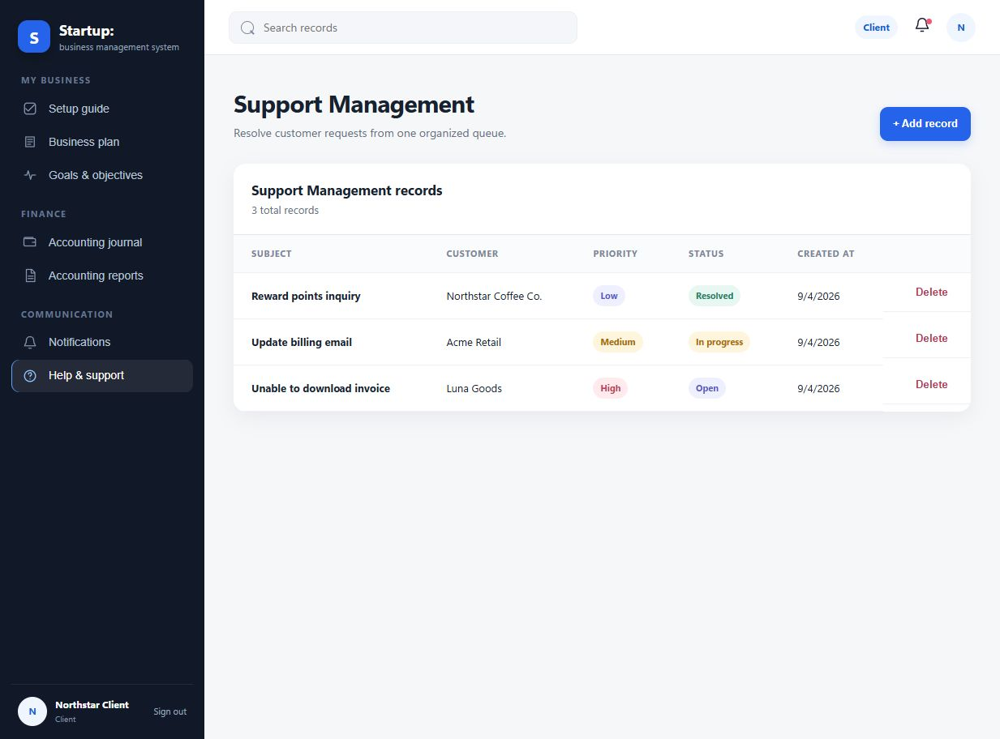 S
Startup:
business management system
Search records
Client
N
MY BUSINESS
Setup guide
Business plan
Goals & objectives
FINANCE
Accounting journal
Accounting reports
COMMUNICATION
Notifications
Help & support
Northstar Client
Client
N
Sign out
Support Management
Resolve customer requests from one organized queue.
+ Add record
Support Management records
3 total records
SUBJECT CUSTOMER PRIORITY STATUS CREATED AT
Reward points inquiry Northstar Coffee Co. Low Resolved 9/4/2026 Delete
Update billing email Acme Retail Medium In progress 9/4/2026 Delete
Unable to download invoice Luna Goods High Open 9/4/2026 Delete